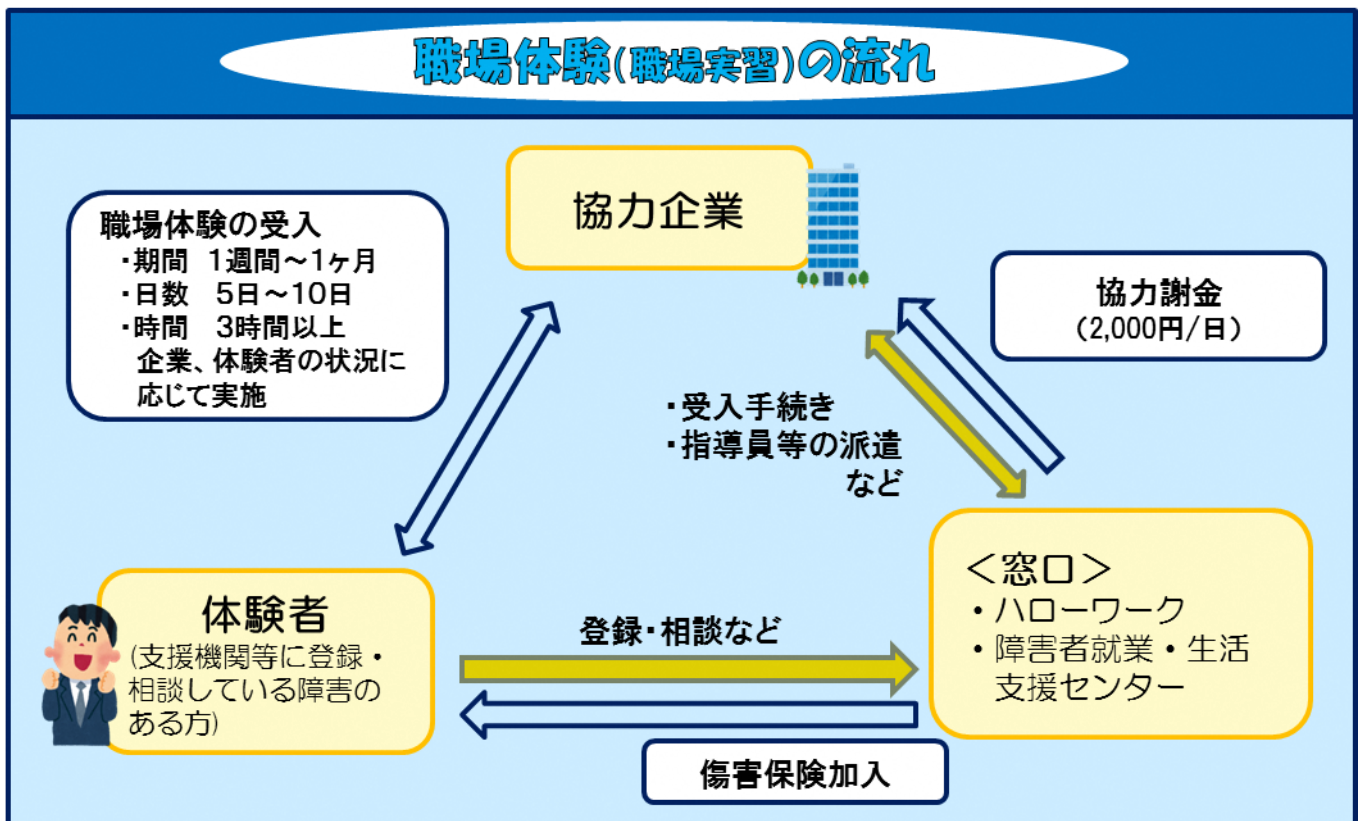 職場体験(職場実習)の流れ
協力企業
職場体験の受入
・期間　1週間～1ヶ月
・日数　5日～10日
・時間　3時間以上
企業、体験者の状況に
応じて実施
協力謝金
（2,000円/日）
・受入手続き
・指導員等の派遣
など
体験者
(支援機関等に登録・
相談している障害の
ある方)
登録・相談など
＜窓口＞
・ハローワーク
・障害者就業・生活
支援センター
傷害保険加入